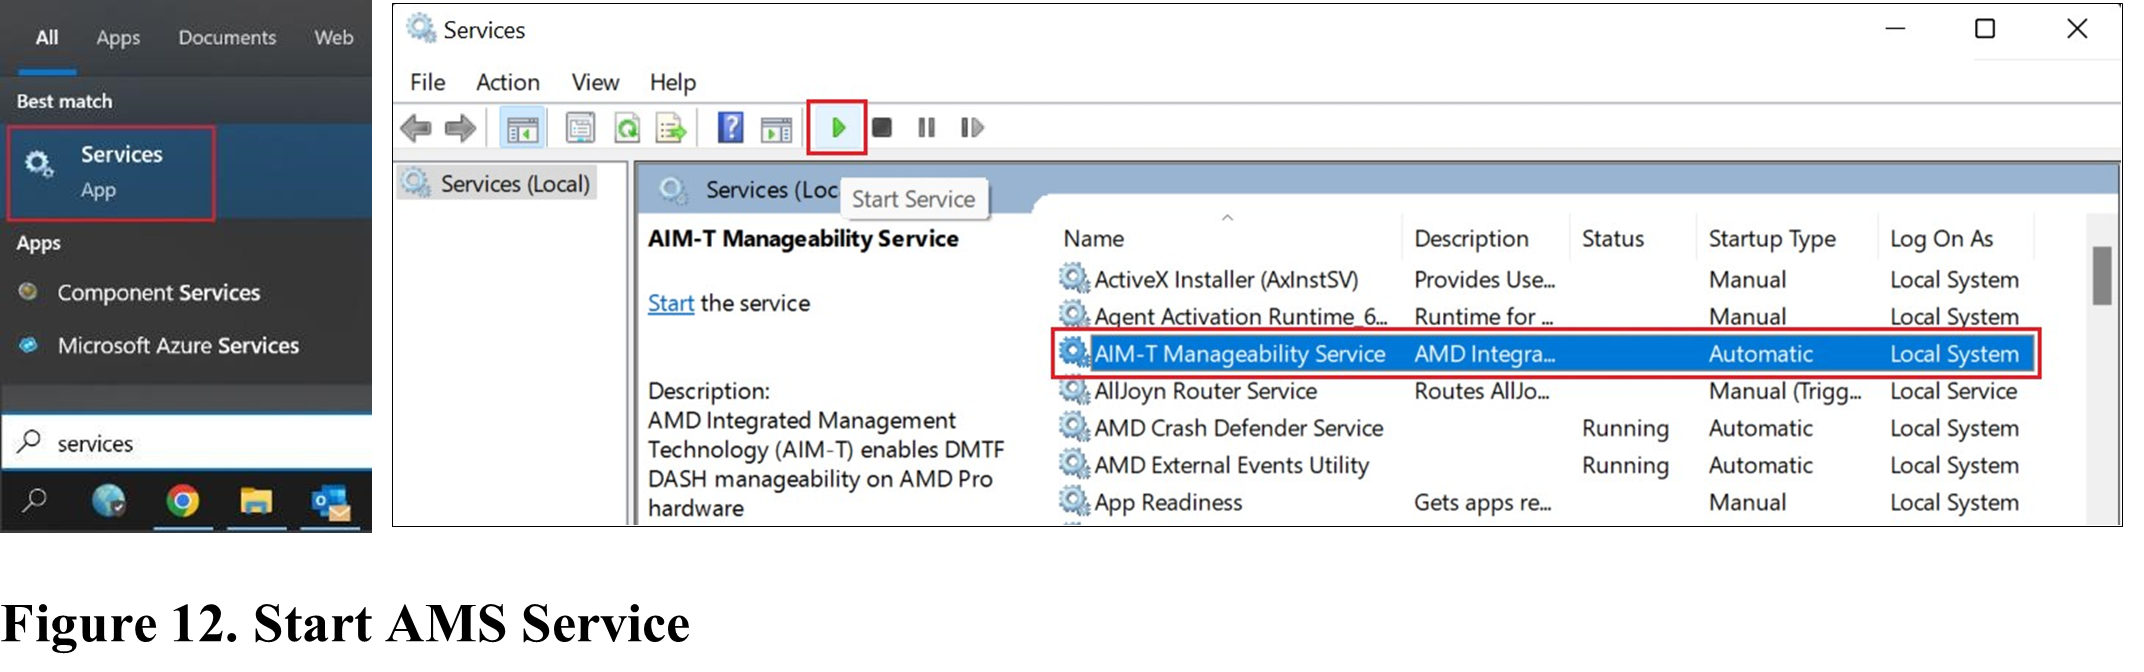 All Apps Documents Web
Best match
Services
App
Apps
Component Services
Microsoft Azure Services
services
Services
File Action View Help
Services (Local)
Services (Loc
Start Service
AIM-T Manageability Service
Start the service
Description:
AMD Integrated Management
Technology (AIM-T) enables DMTF
DASH manageability on AMD Pro
hardware
Name Description Status Startup Type Log On As
ActiveX Installer (AxInstSV) Provides Use... Manual Local System
Agent Activation Runtime_6... Runtime for ... Manual Local System
AIM-T Manageability Service AMD Integra... Automatic Local System
AllJoyn Router Service Routes AllJo... Manual (Trigg... Local Service
AMD Crash Defender Service Running Automatic Local System
AMD External Events Utility Running Automatic Local System
App Readiness Gets apps re... Manual Local System
Figure 12. Start AMS Service